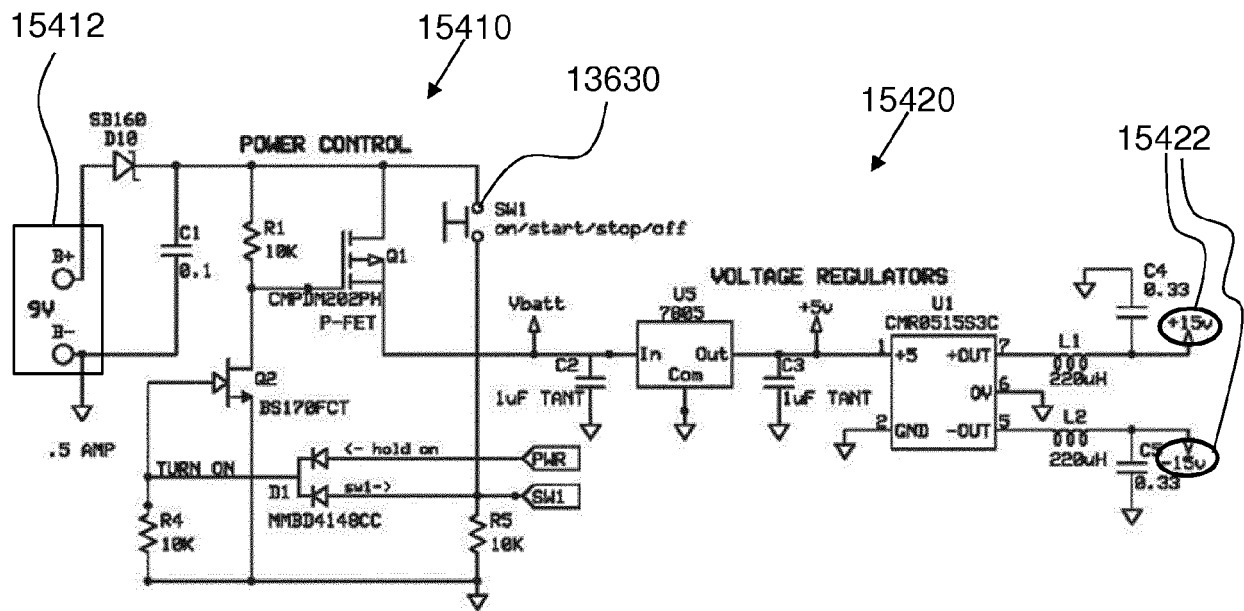 15412
15410
13630
15420
15422
SB160
D10
POWER CONTROL
SW1
on/start/stop/off
R1
10K
C1
0.1
Q1
B+
9V
B-
CMPDM202PH
P-FET
VOLTAGE REGULATORS
Vbatt
U5
7805
+5v
U1
CMR0515S3C
C4
0.33
+15v
In
Out
Com
1
+5
+OUT
7
L1
220uH
C2
1uF TANT
C3
1uF TANT
0V
6
2
GND
-OUT
5
L2
220uH
C5
0.33
-15v
Q2
BS170FCT
.5 AMP
TURN ON
<- hold on
PWR
D1
sw1->
SW1
MMBD4148CC
R4
10K
R5
10K